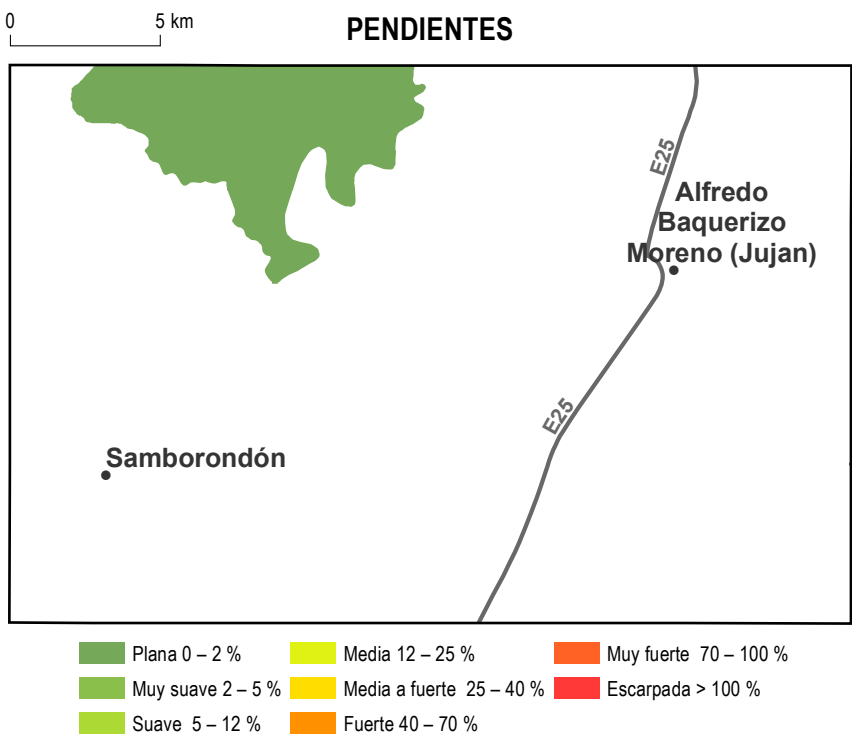 0 5 km
PENDIENTES
E25
Alfredo
Baquerizo
Moreno (Jujan)
E25
Samborondón
Plana 0 – 2 %
Muy suave 2 – 5 %
Suave 5 – 12 %
Media 12 – 25 %
Media a fuerte 25 – 40 %
Fuerte 40 – 70 %
Muy fuerte 70 – 100 %
Escarpada > 100 %